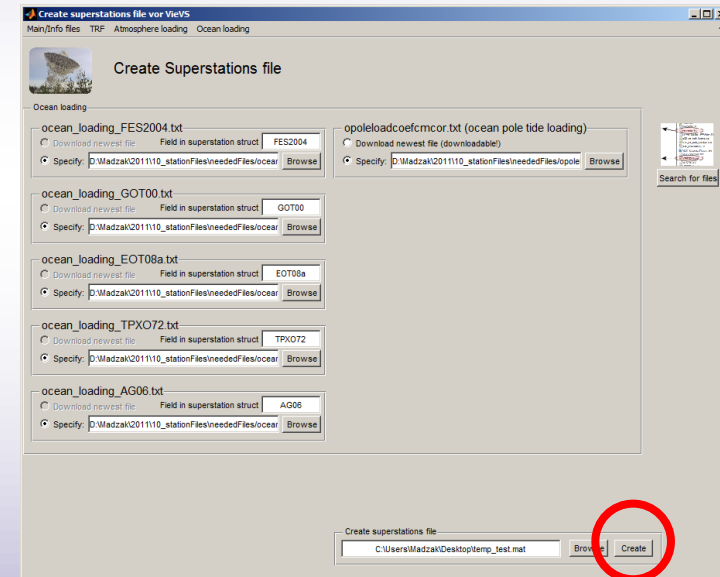 Create superstations file vor VieVS
Main/Info files TRF Atmosphere loading Ocean loading
Create Superstations file
Ocean loading
ocean_loading_FES2004.txt
Download newest file Field in superstation struct FES2004
Specify: D:\Madzak\2011\10_stationFiles\neededFiles/ocear Browse
ocean_loading_GOT00.txt
Download newest file Field in superstation struct GOT00
Specify: D:\Madzak\2011\10_stationFiles\neededFiles/ocear Browse
ocean_loading_EOT08a.txt
Download newest file Field in superstation struct EOT08a
Specify: D:\Madzak\2011\10_stationFiles\neededFiles/ocear Browse
ocean_loading_TPXO72.txt
Download newest file Field in superstation struct TPXO72
Specify: D:\Madzak\2011\10_stationFiles\neededFiles/ocear Browse
ocean_loading_AG06.txt
Download newest file Field in superstation struct AG06
Specify: D:\Madzak\2011\10_stationFiles\neededFiles/ocear Browse
opoleloadcoefcmcor.txt (ocean pole tide loading)
Download newest file (downloadable!)
Specify: D:\Madzak\2011\10_stationFiles\neededFiles/opole Browse
Search for files
Create superstations file
C:\Users\Madzak\Desktop\temp_test.mat Browse Create